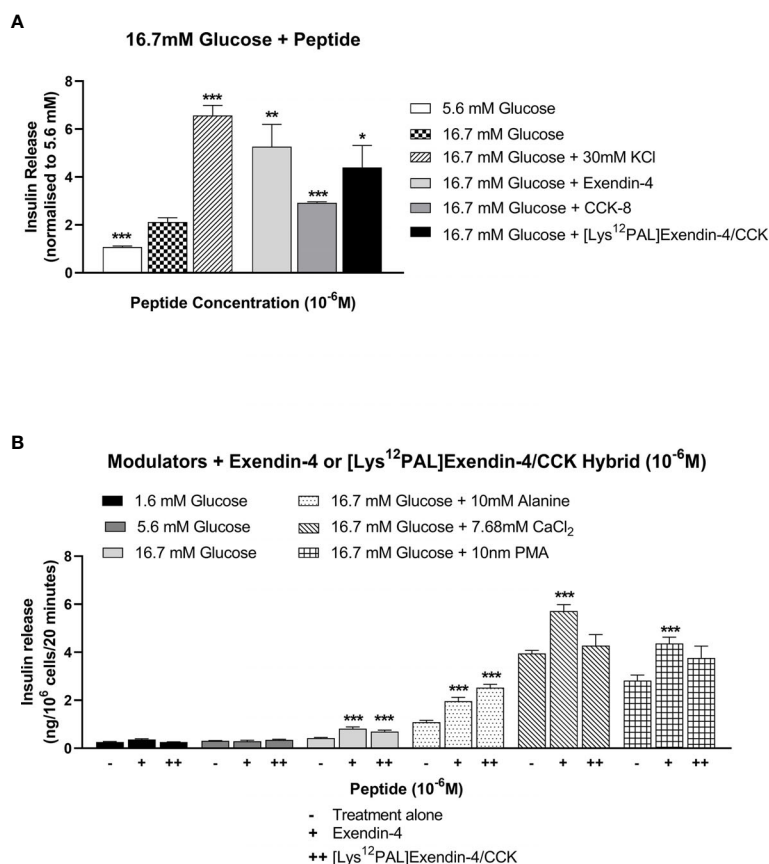 A
16.7mM Glucose + Peptide
Insulin Release
(normalised to 5.6 mM)
8
6
4
2
0
***
***
**
***
*
Peptide Concentration (10⁻⁶M)
5.6 mM Glucose
16.7 mM Glucose
16.7 mM Glucose + 30mM KCl
16.7 mM Glucose + Exendin-4
16.7 mM Glucose + CCK-8
16.7 mM Glucose + [Lys¹²PAL]Exendin-4/CCK
B
Modulators + Exendin-4 or [Lys¹²PAL]Exendin-4/CCK Hybrid (10⁻⁶M)
1.6 mM Glucose
5.6 mM Glucose
16.7 mM Glucose
16.7 mM Glucose + 10mM Alanine
16.7 mM Glucose + 7.68mM CaCl₂
16.7 mM Glucose + 10nm PMA
Insulin release
(ng/10⁶ cells/20 minutes)
8
6
4
2
0
*** ***
*** ***
***
***
- + ++ - + ++ - + ++ - + ++ - + ++ - + ++
Peptide (10⁻⁶M)
- Treatment alone
+ Exendin-4
++ [Lys¹²PAL]Exendin-4/CCK